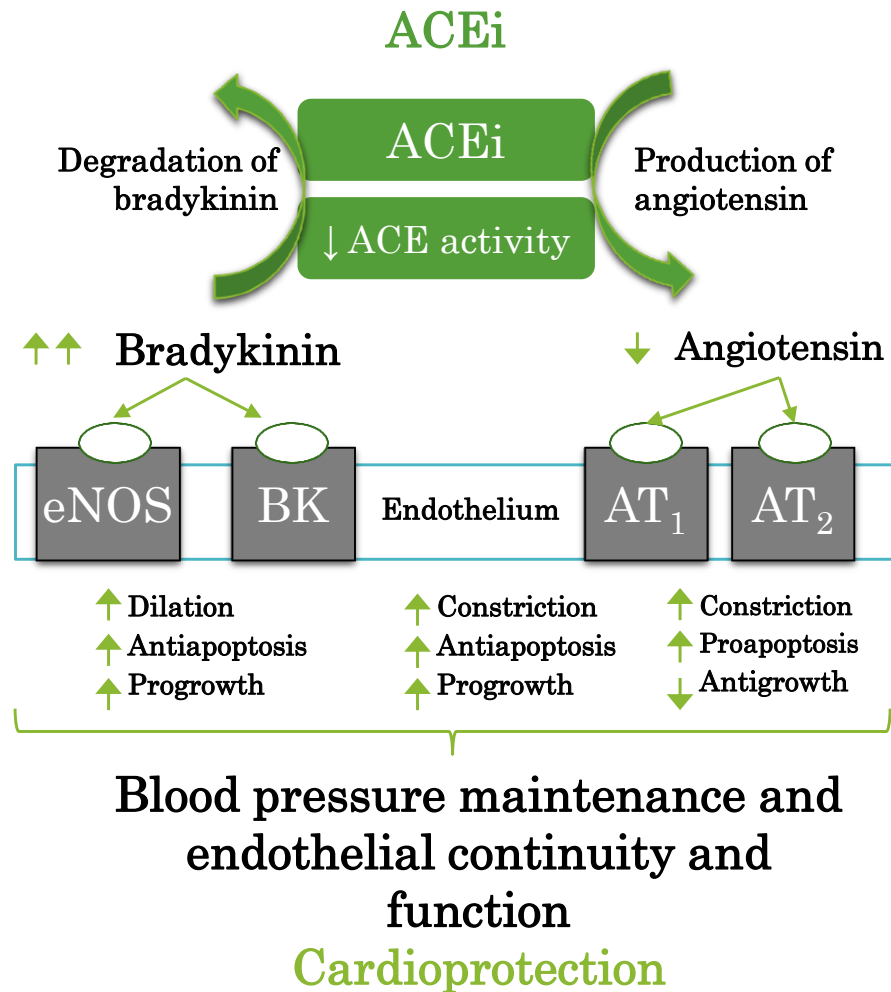 ACEi
ACEi
↓ ACE activity
Degradation of
bradykinin
Production of
angiotensin
Bradykinin
Angiotensin
eNOS
BK
Endothelium
AT₁
AT₂
Dilation
Antiapoptosis
Progrowth
Constriction
Antiapoptosis
Progrowth
Constriction
Proapoptosis
Antigrowth
Blood pressure maintenance and
endothelial continuity and
function
Cardioprotection